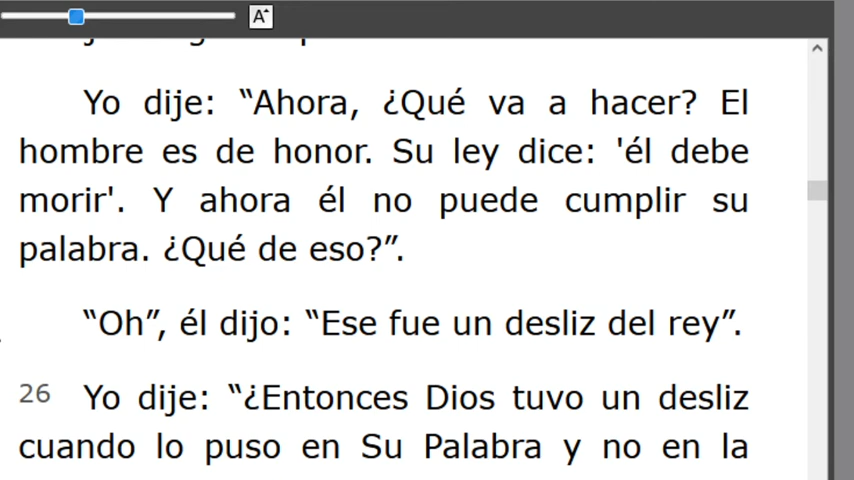 A
Yo dije: “Ahora, ¿Qué va a hacer? El
hombre es de honor. Su ley dice: 'él debe
morir'. Y ahora él no puede cumplir su
palabra. ¿Qué de eso?”.
“Oh”, él dijo: “Ese fue un desliz del rey”.
26 Yo dije: “¿Entonces Dios tuvo un desliz
cuando lo puso en Su Palabra y no en la